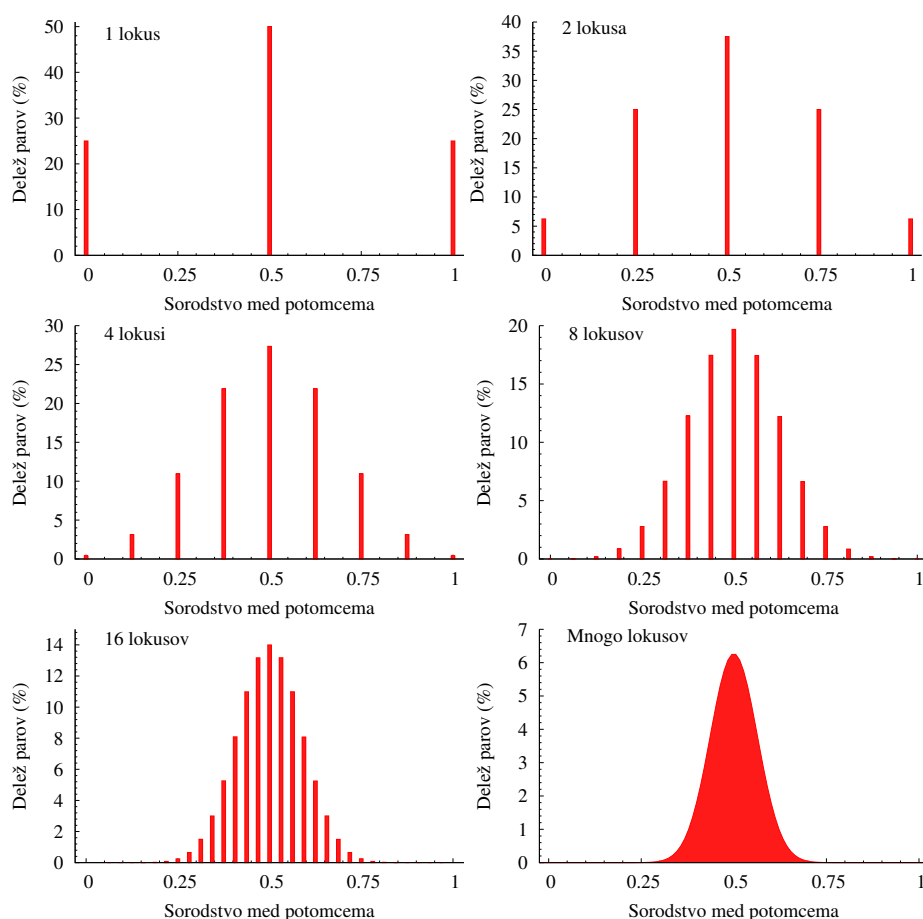 1 lokus
Delež parov (%)
50
40
30
20
10
0
0 0.25 0.5 0.75 1
Sorodstvo med potomcema
2 lokusa
Delež parov (%)
40
35
30
25
20
15
10
5
0
0 0.25 0.5 0.75 1
Sorodstvo med potomcema
4 lokusi
Delež parov (%)
30
25
20
15
10
5
0
0 0.25 0.5 0.75 1
Sorodstvo med potomcema
8 lokusov
Delež parov (%)
20
15
10
5
0
0 0.25 0.5 0.75 1
Sorodstvo med potomcema
16 lokusov
Delež parov (%)
14
12
10
8
6
4
2
0
0 0.25 0.5 0.75 1
Sorodstvo med potomcema
Mnogo lokusov
Delež parov (%)
7
6
5
4
3
2
1
0
0 0.25 0.5 0.75 1
Sorodstvo med potomcema